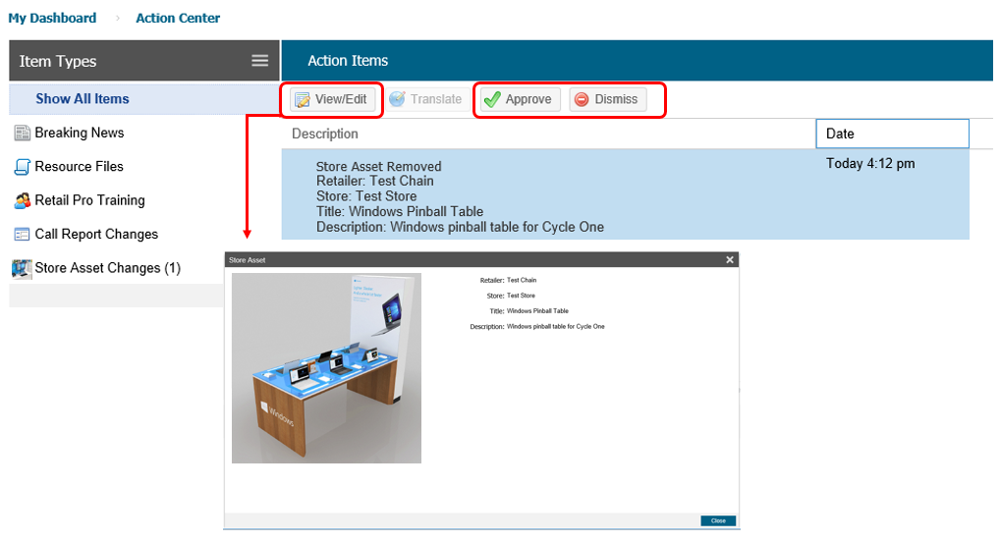 My Dashboard > Action Center
Item Types
Action Items
Show All Items
View/Edit Translate Approve Dismiss
Description Date
Breaking News
Resource Files
Retail Pro Training
Call Report Changes
Store Asset Changes (1)
Store Asset Removed Today 4:12 pm
Retailer: Test Chain
Store: Test Store
Title: Windows Pinball Table
Description: Windows pinball table for Cycle One
Store Asset
Retailer: Test Chain
Store: Test Store
Title: Windows Pinball Table
Description: Windows pinball table for Cycle One
Windows
Close